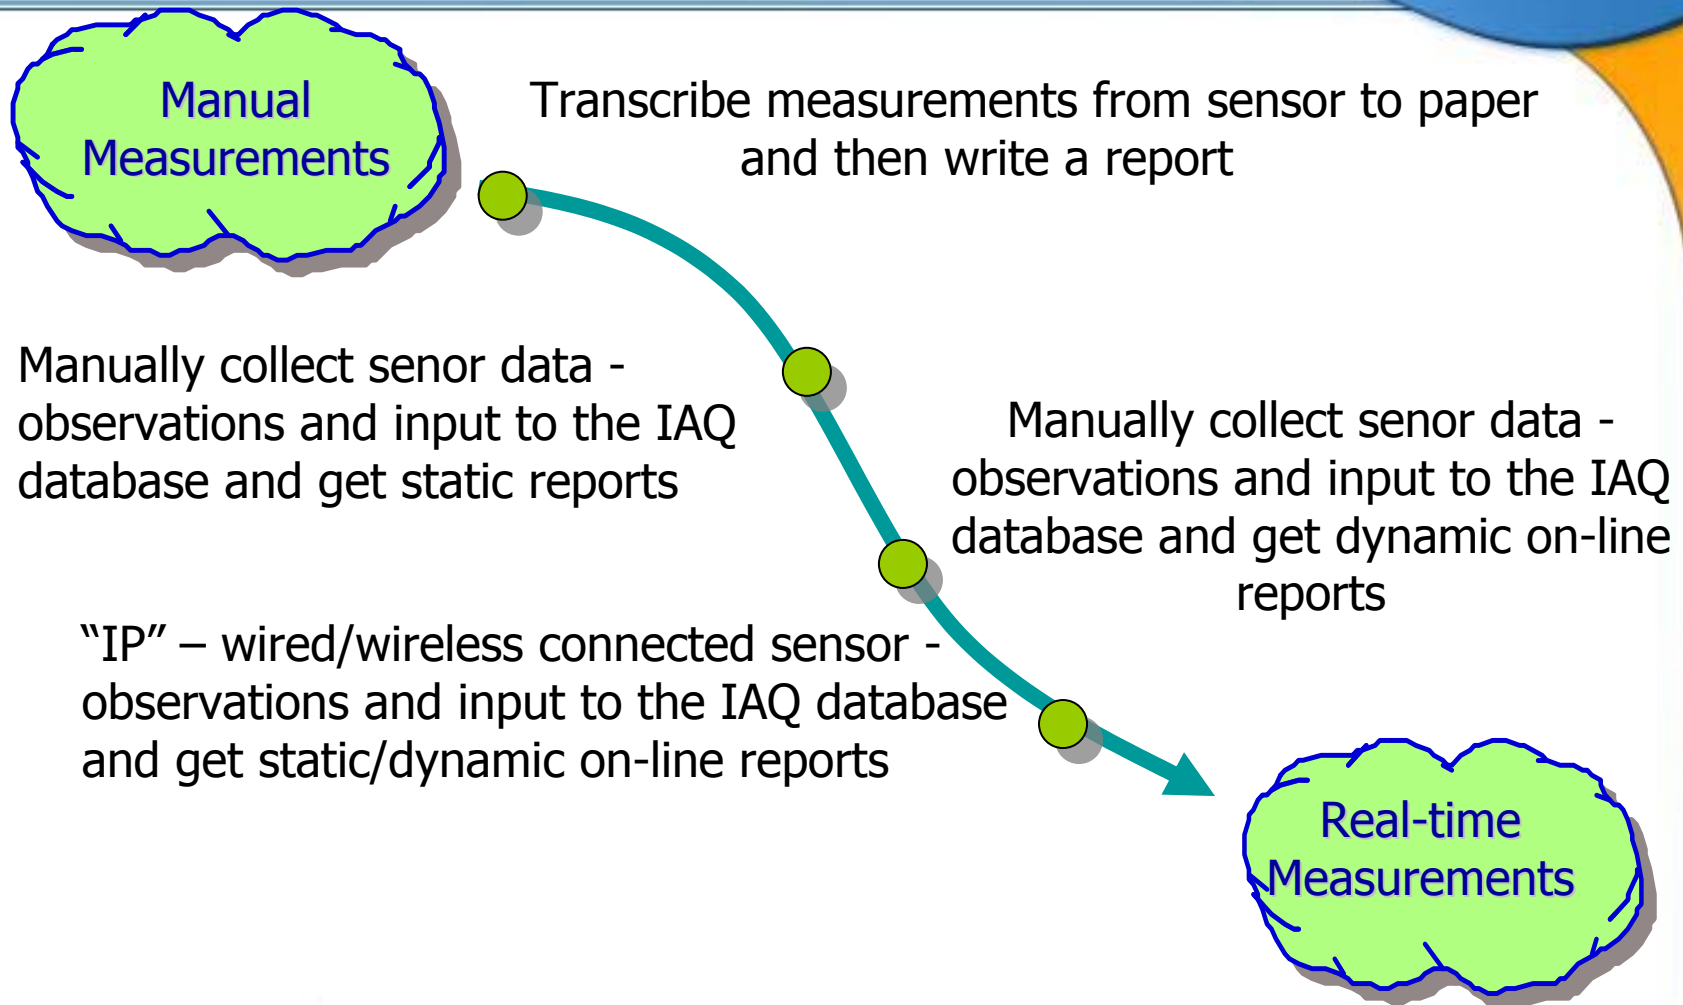 Manual
Measurements
Transcribe measurements from sensor to paper
and then write a report
Manually collect senor data -
observations and input to the IAQ
database and get static reports
Manually collect senor data -
observations and input to the IAQ
database and get dynamic on-line
reports
“IP” – wired/wireless connected sensor -
observations and input to the IAQ database
and get static/dynamic on-line reports
Real-time
Measurements